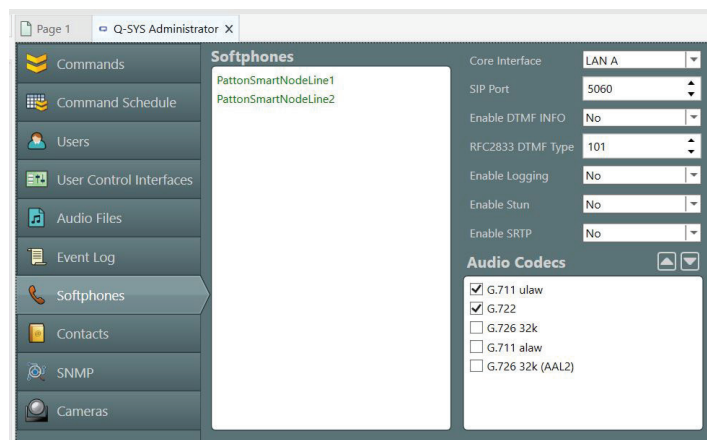 Page 1
Q-SYS Administrator X
Commands
Command Schedule
Users
User Control Interfaces
Audio Files
Event Log
Softphones
Contacts
SNMP
Cameras
Softphones
PattonSmartNodeLine1
PattonSmartNodeLine2
Core Interface LAN A
SIP Port 5060
Enable DTMF INFO No
RFC2833 DTMF Type 101
Enable Logging No
Enable Stun No
Enable SRTP No
Audio Codecs
G.711 ulaw
G.722
G.726 32k
G.711 alaw
G.726 32k (AAL2)